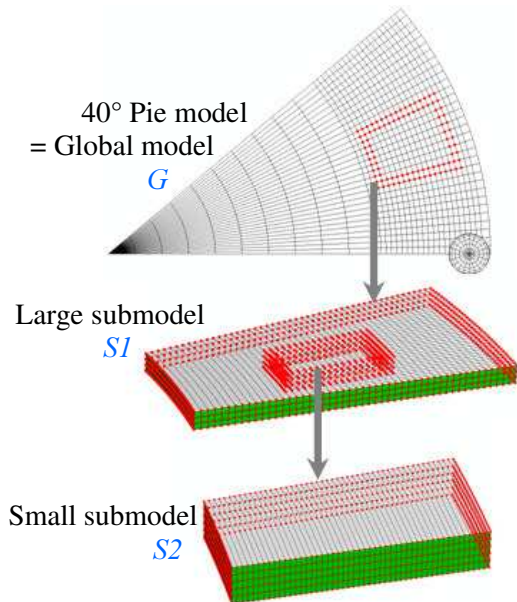 40° Pie model
= Global model
G
Large submodel
S1
Small submodel
S2